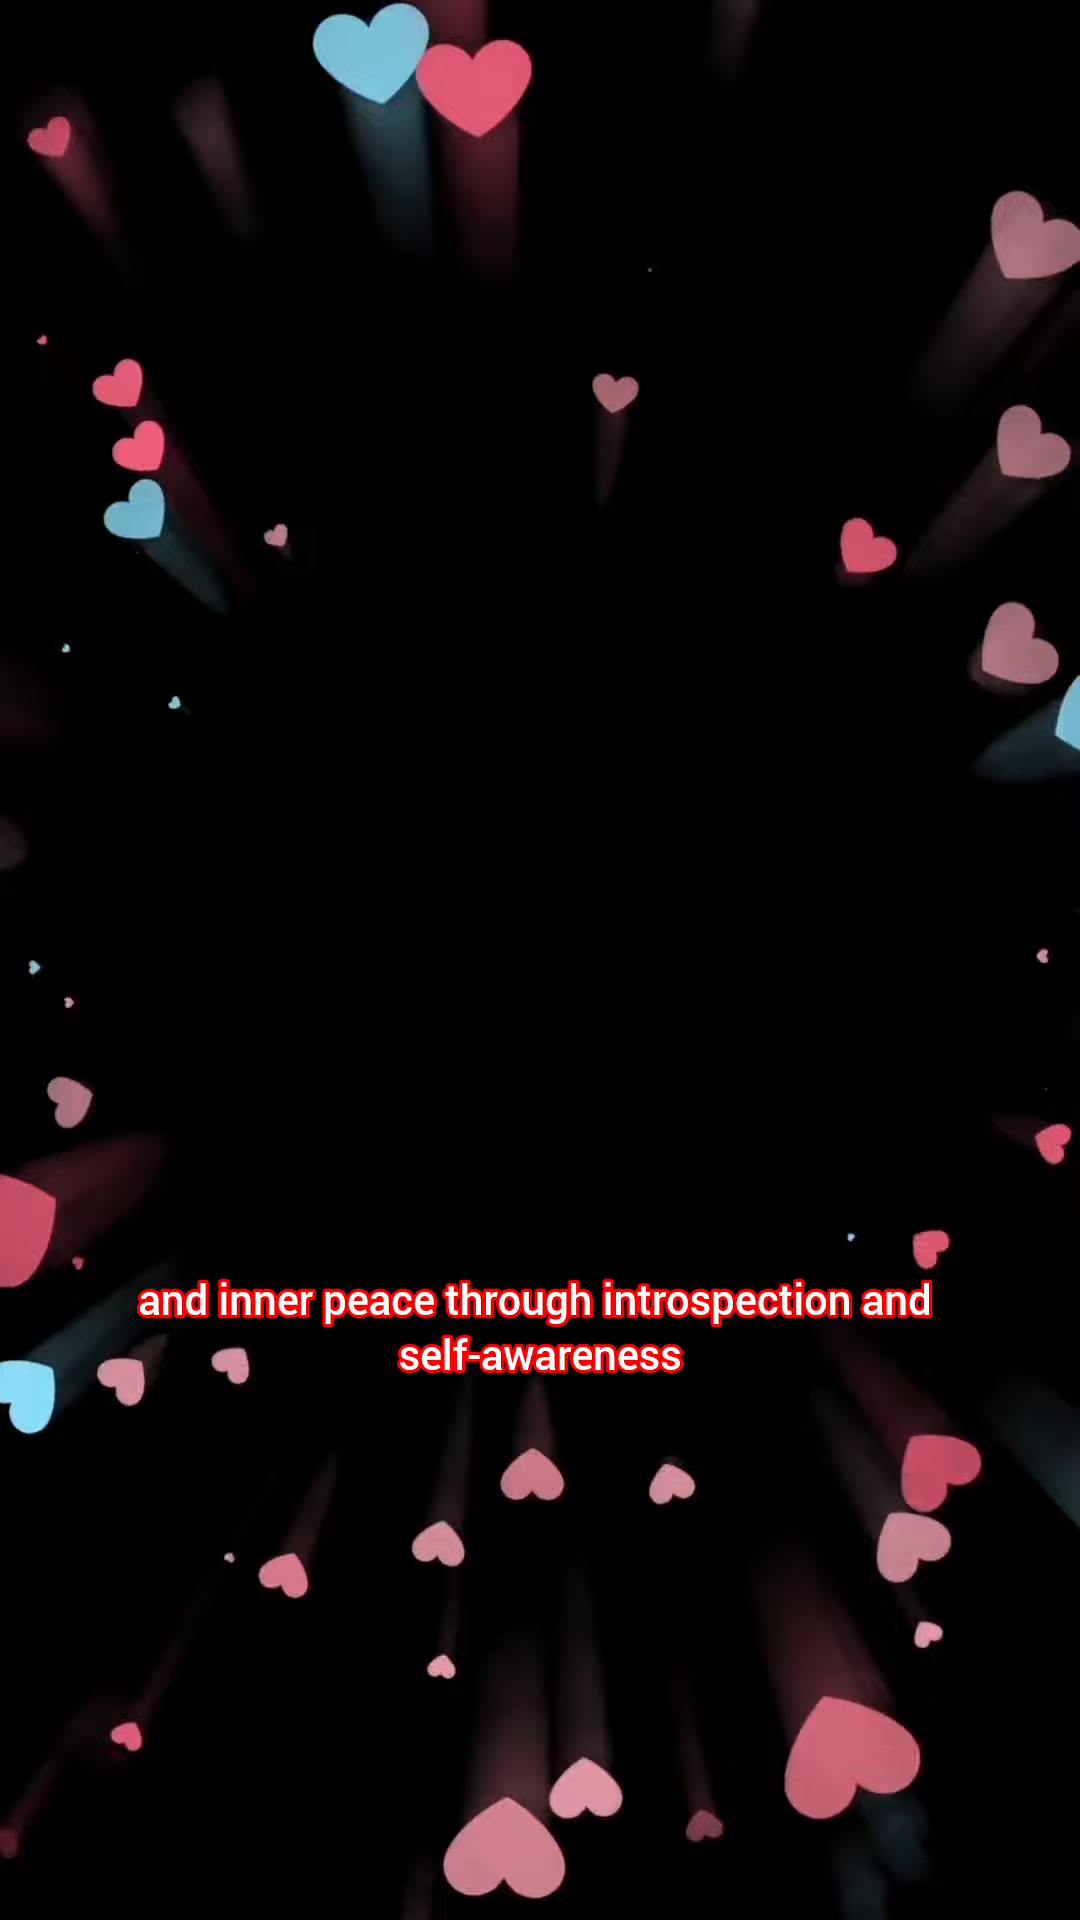 and inner peace through introspection and
self-awareness